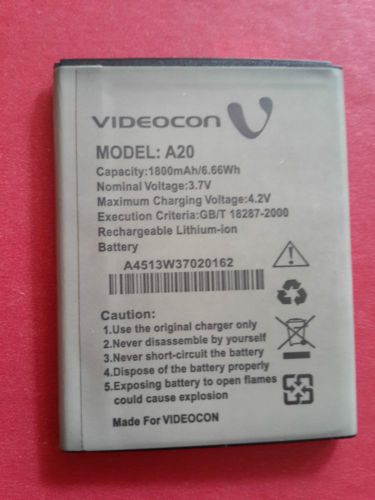 VIDEOCON
MODEL: A20
Capacity:1800mAh/6.66Wh
Nominal Voltage:3.7V
Maximum Charging Voltage:4.2V
Execution Criteria:GB/T 18287-2000
Rechargeable Lithium-ion
Battery
A4513W37020162
Caution:
1.Use the original charger only
2.Never disassemble by yourself
3.Never short-circuit the battery
4.Dispose of the battery properly
5.Exposing battery to open flames
could cause explosion
Made For VIDEOCON